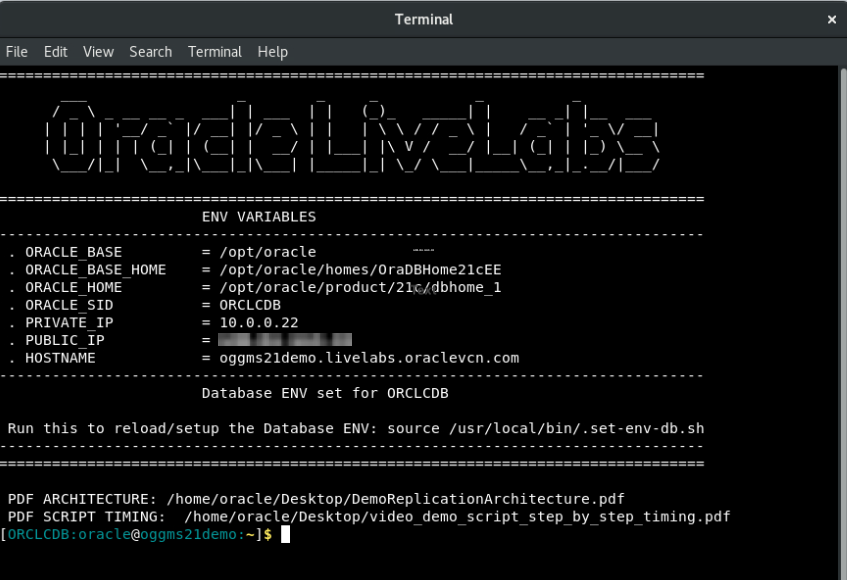 Terminal
File Edit View Search Terminal Help
Oracle LiveLabs
ENV VARIABLES
. ORACLE_BASE = /opt/oracle
. ORACLE_BASE_HOME = /opt/oracle/homes/OraDBHome21cEE
. ORACLE_HOME = /opt/oracle/product/21c/dbhome_1
. ORACLE_SID = ORCLCDB
. PRIVATE_IP = 10.0.0.22
. PUBLIC_IP =
. HOSTNAME = oggms21demo.livelabs.oraclevcn.com
Database ENV set for ORCLCDB
Run this to reload/setup the Database ENV: source /usr/local/bin/.set-env-db.sh
PDF ARCHITECTURE: /home/oracle/Desktop/DemoReplicationArchitecture.pdf
PDF SCRIPT TIMING: /home/oracle/Desktop/video_demo_script_step_by_step_timing.pdf
[ORCLCDB:oracle@oggms21demo:~]$